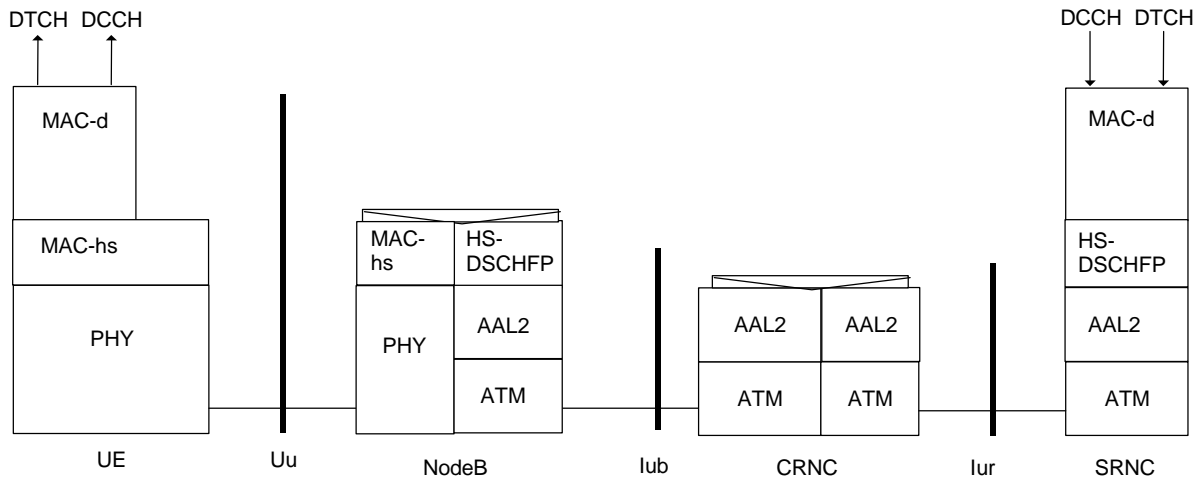 DTCH DCCH
DCCH DTCH
MAC-d
MAC-d
MAC-hs
MAC-
hs
HS-
DSCHFP
HS-
DSCHFP
PHY
PHY
AAL2
AAL2
AAL2
AAL2
ATM
ATM
ATM
ATM
UE
Uu
NodeB
Iub
CRNC
Iur
SRNC